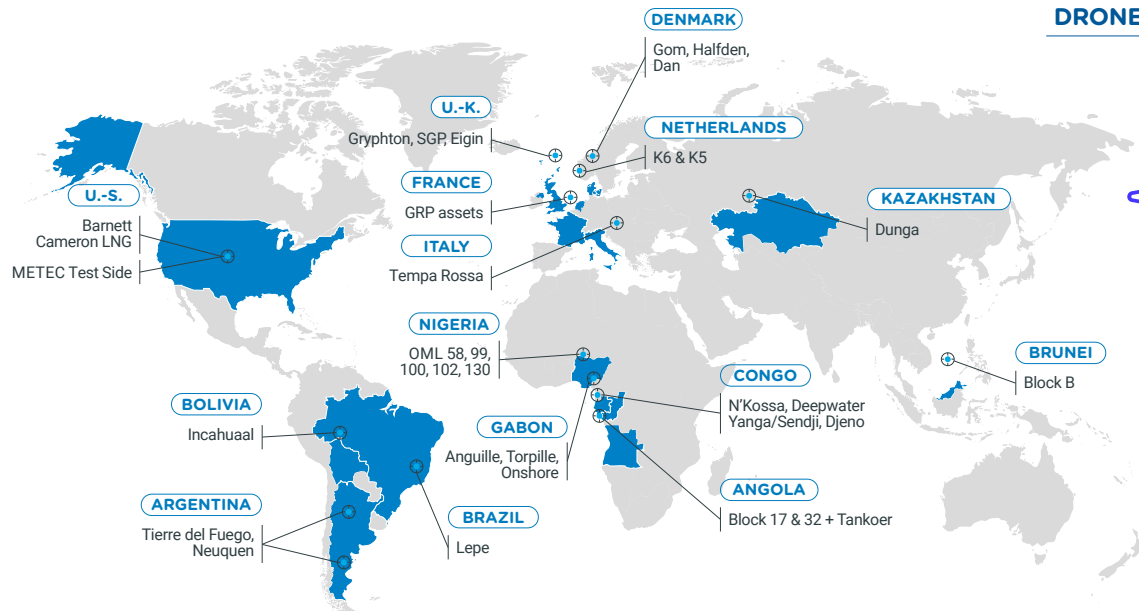 DRONE
DENMARK
Gom, Halfden,
Dan
U.-K.
Gryphton, SGP, Eigin
NETHERLANDS
K6 & K5
FRANCE
GRP assets
U.-S.
Barnett
Cameron LNG
METEC Test Side
KAZAKHSTAN
Dunga
ITALY
Tempa Rossa
NIGERIA
OML 58, 99,
100, 102, 130
BRUNEI
Block B
CONGO
N'Kossa, Deepwater
Yanga/Sendji, Djeno
BOLIVIA
Incahuaal
GABON
Anguille, Torpille,
Onshore
ANGOLA
Block 17 & 32 + Tankoer
ARGENTINA
Tierre del Fuego,
Neuquen
BRAZIL
Lepe